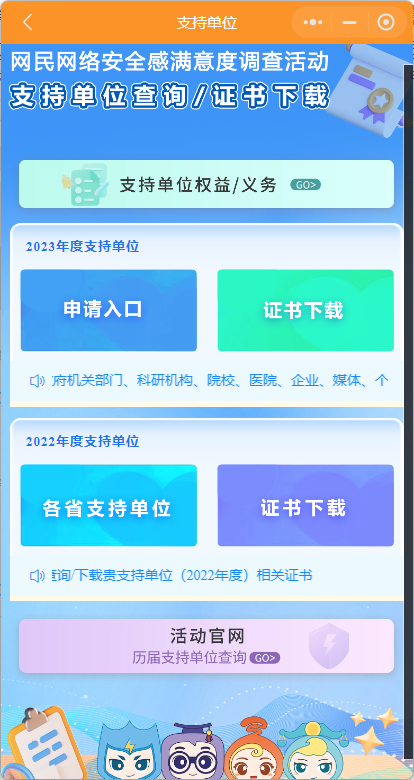 支持单位
网民网络安全感满意度调查活动
支持单位查询/证书下载
支持单位权益/义务 GO>
2023年度支持单位
申请入口 证书下载
府机关部门、科研机构、院校、医院、企业、媒体、个
2022年度支持单位
各省支持单位 证书下载
查询/下载贵支持单位（2022年度）相关证书
活动官网
历届支持单位查询 GO>